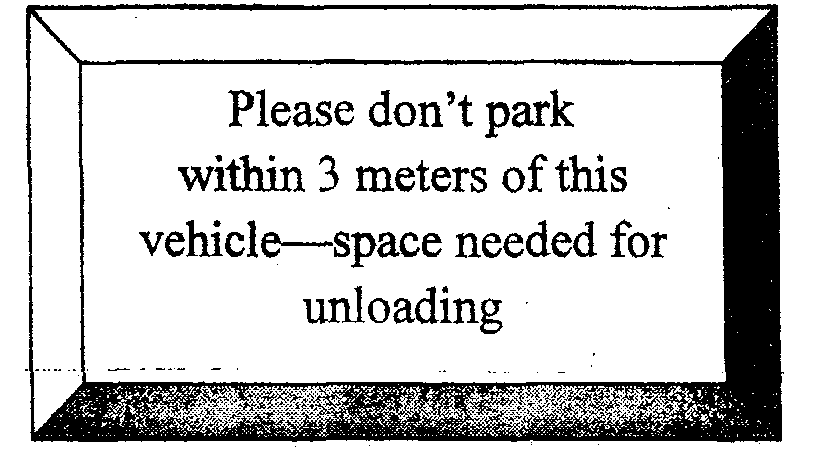 Please don't park
within 3 meters of this
vehicle—space needed for
unloading